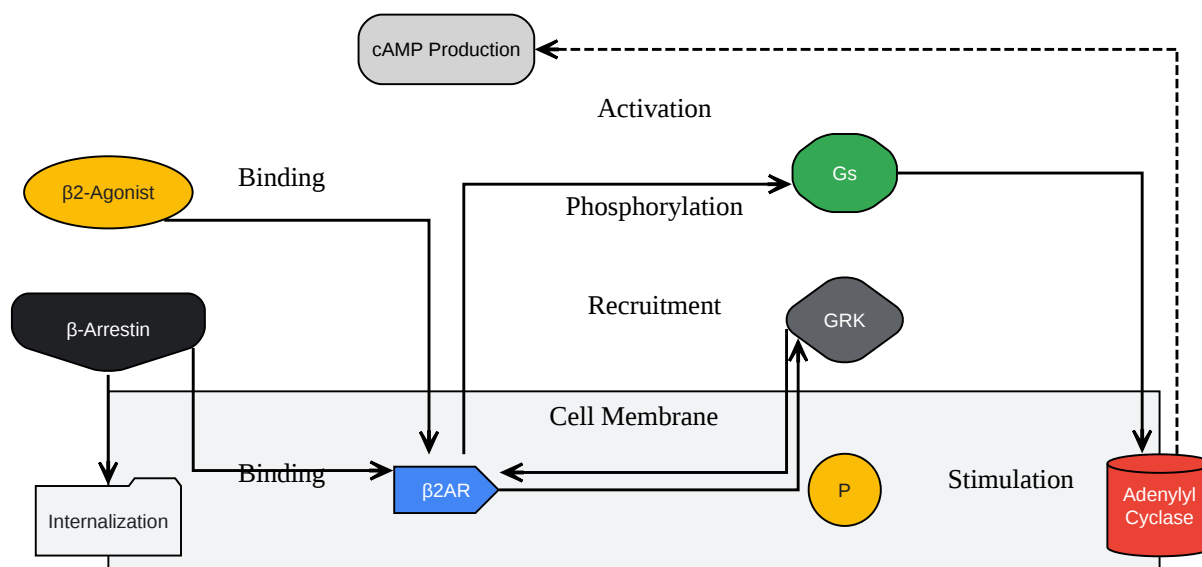 cAMP Production
Activation
β2-Agonist
Binding
Gs
Phosphorylation
β-Arrestin
Recruitment
GRK
Cell Membrane
Binding
β2AR
P
Stimulation
Adenylyl
Cyclase
Internalization